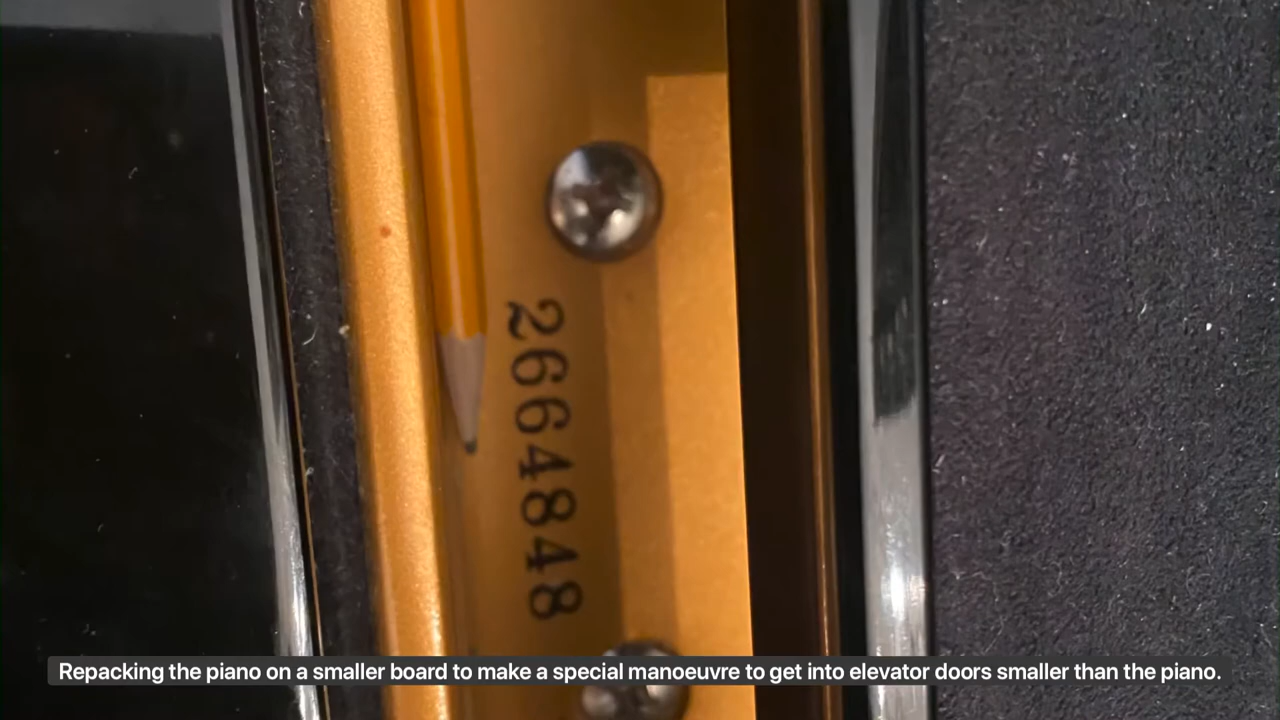 2664848
Repacking the piano on a smaller board to make a special manoeuvre to get into elevator doors smaller than the piano.